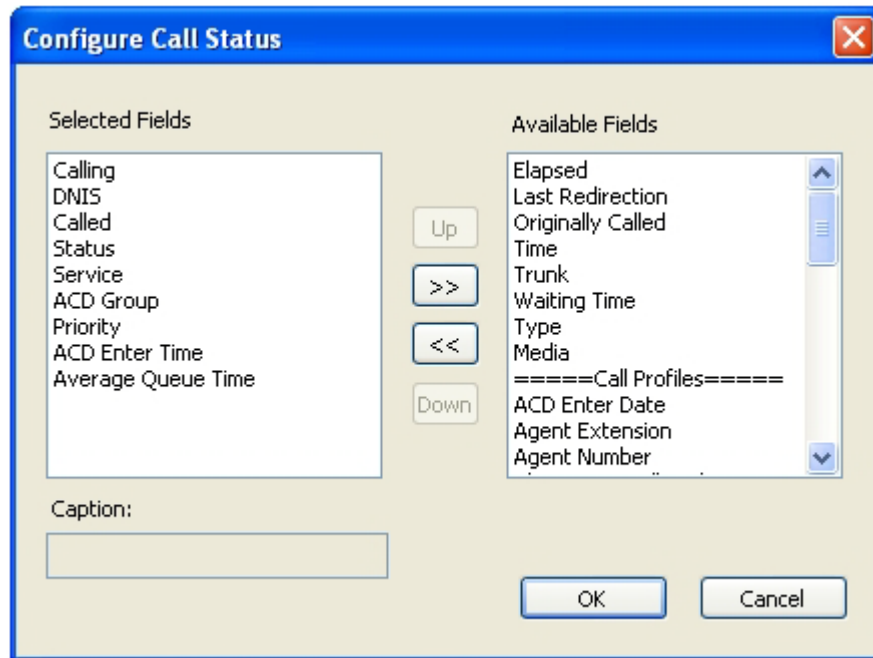 Configure Call Status
Selected Fields
Calling
DNIS
Called
Status
Service
ACD Group
Priority
ACD Enter Time
Average Queue Time
Up
>>
<<
Down
Available Fields
Elapsed
Last Redirection
Originally Called
Time
Trunk
Waiting Time
Type
Media
=====Call Profiles=====
ACD Enter Date
Agent Extension
Agent Number
Caption:
OK
Cancel